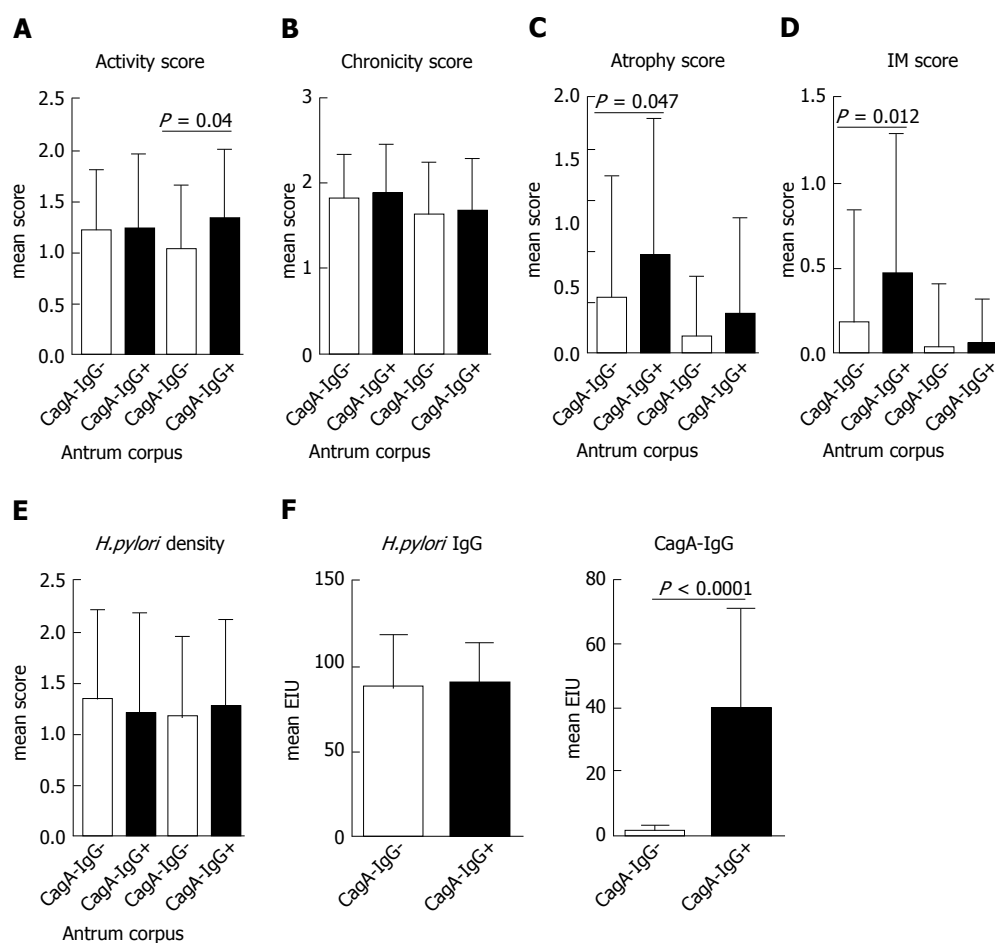 A
Activity score
mean score
2.5
2.0
1.5
1.0
0.5
0.0
P = 0.04
CagA-IgG-
CagA-IgG+
CagA-IgG-
CagA-IgG+
Antrum corpus
B
Chronicity score
mean score
3
2
1
0
CagA-IgG-
CagA-IgG+
CagA-IgG-
CagA-IgG+
Antrum corpus
C
Atrophy score
mean score
2.0
1.5
1.0
0.5
0.0
P = 0.047
CagA-IgG-
CagA-IgG+
CagA-IgG-
CagA-IgG+
Antrum corpus
D
IM score
mean score
1.5
1.0
0.5
0.0
P = 0.012
CagA-IgG-
CagA-IgG+
CagA-IgG-
CagA-IgG+
Antrum corpus
E
H.pylori density
mean score
2.5
2.0
1.5
1.0
0.5
0.0
CagA-IgG-
CagA-IgG+
CagA-IgG-
CagA-IgG+
Antrum corpus
F
H.pylori IgG
mean EIU
150
100
50
0
CagA-IgG-
CagA-IgG+
CagA-IgG
mean EIU
80
60
40
20
0
P < 0.0001
CagA-IgG-
CagA-IgG+